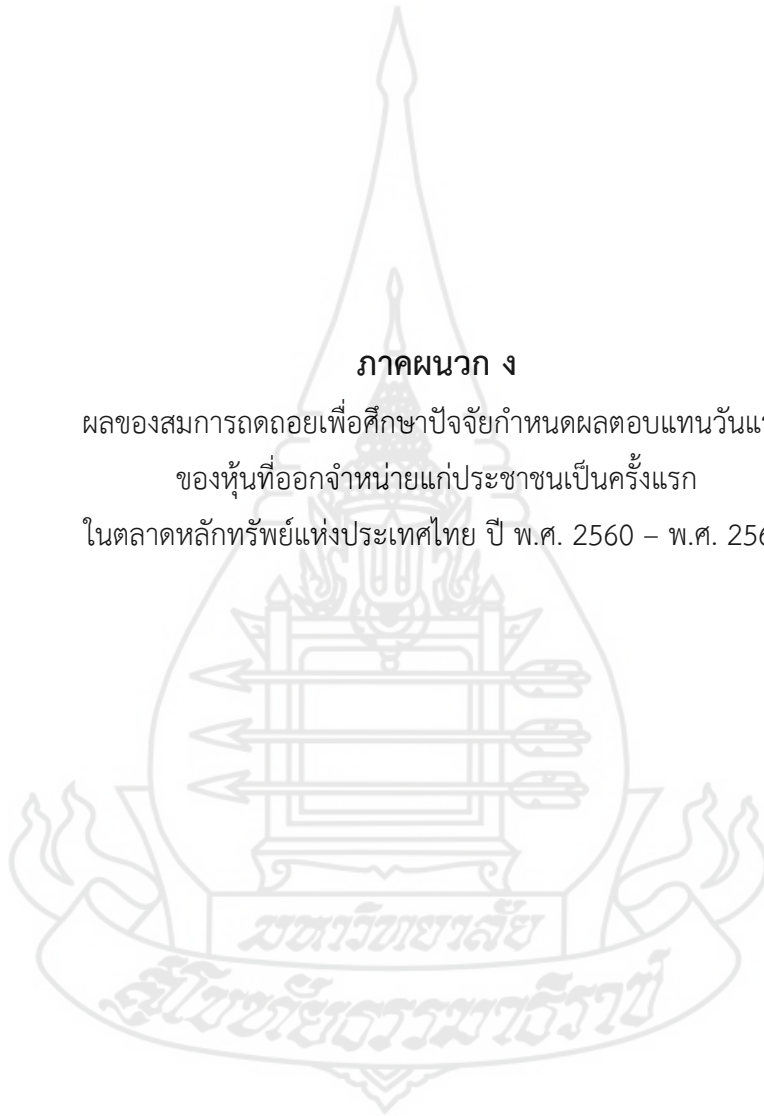 ภาคผนวก ง
ผลของสมการถดถอยเพื่อศึกษาปัจจัยกำหนดผลตอบแทนวัน
ของหุ้นที่ออกจำหน่ายแก่ประชาชนเป็นครั้งแรก
ในตลาดหลักทรัพย์แห่งประเทศไทย ปี พ.ศ. 2560 – พ.ศ.
มหาวิทยาลัย
สุโขทัยธรรมาธิราช